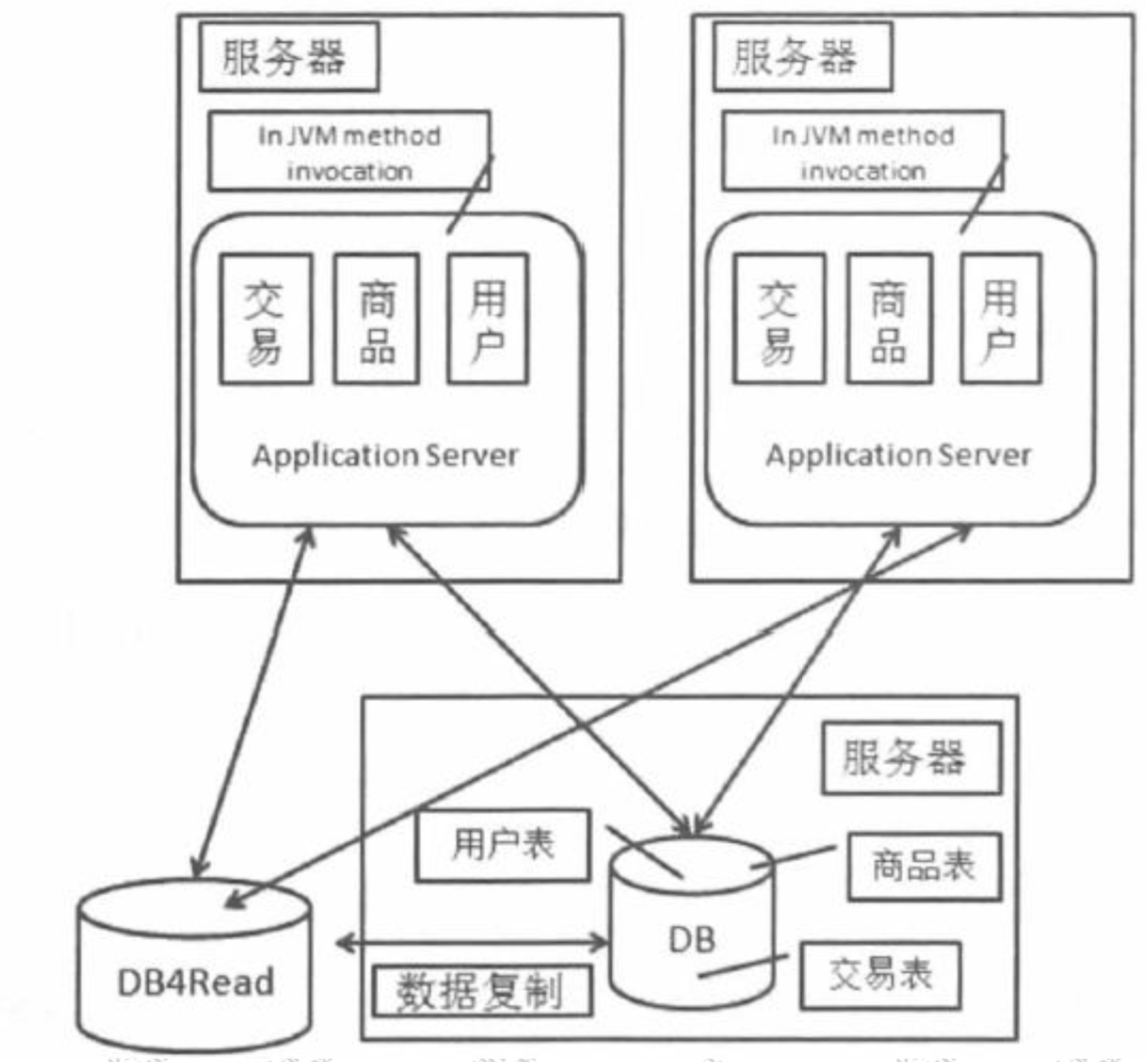 服务器
In JVM method
invocation
交
易
商
品
用
户
Application Server
服务器
In JVM method
invocation
交
易
商
品
用
户
Application Server
服务器
用户表
商品表
DB
交易表
数据复制
DB4Read